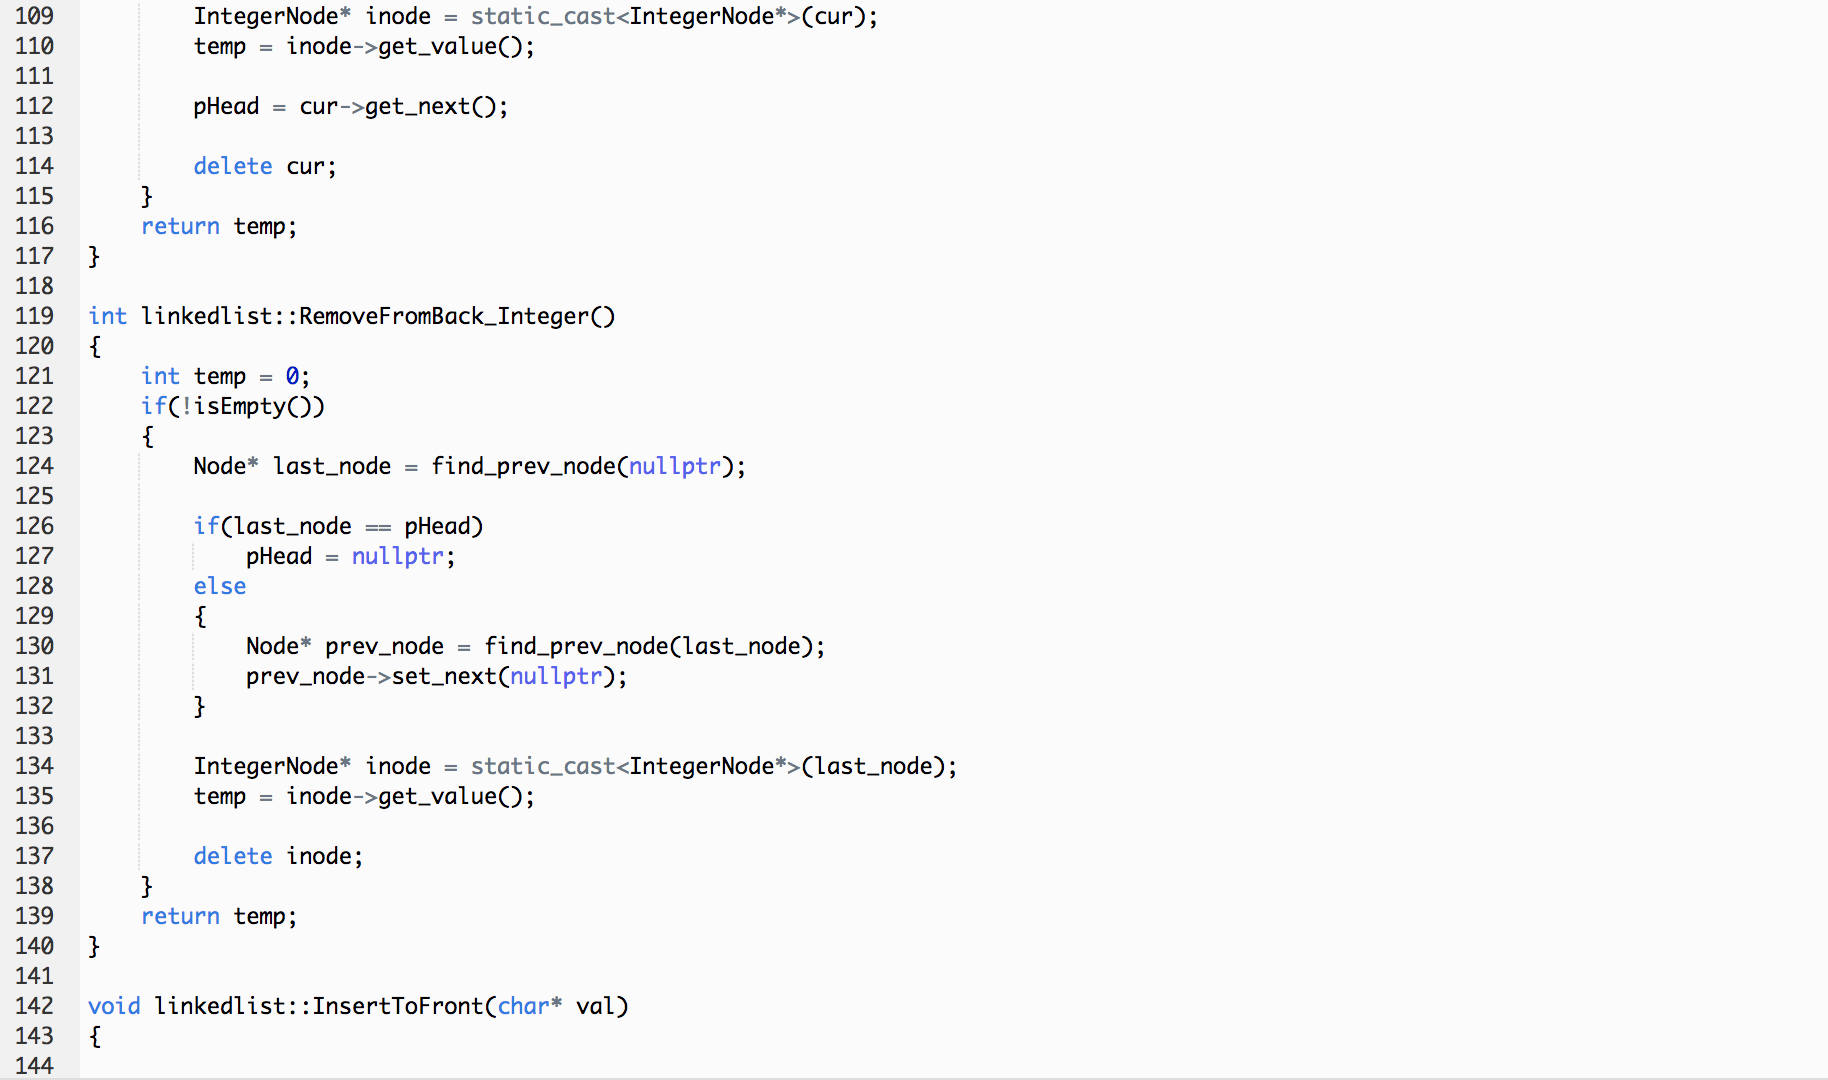 109 IntegerNode* inode = static_cast<IntegerNode*>(cur);
110 temp = inode->get_value();
111
112 pHead = cur->get_next();
113
114 delete cur;
115 }
116 return temp;
117 }
118
119 int linkedlist::RemoveFromBack_Integer()
120 {
121 int temp = 0;
122 if(!isEmpty())
123 {
124 Node* last_node = find_prev_node(nullptr);
125
126 if(last_node == pHead)
127 pHead = nullptr;
128 else
129 {
130 Node* prev_node = find_prev_node(last_node);
131 prev_node->set_next(nullptr);
132 }
133
134 IntegerNode* inode = static_cast<IntegerNode*>(last_node);
135 temp = inode->get_value();
136
137 delete inode;
138 }
139 return temp;
140 }
141
142 void linkedlist::InsertToFront(char* val)
143 {
144